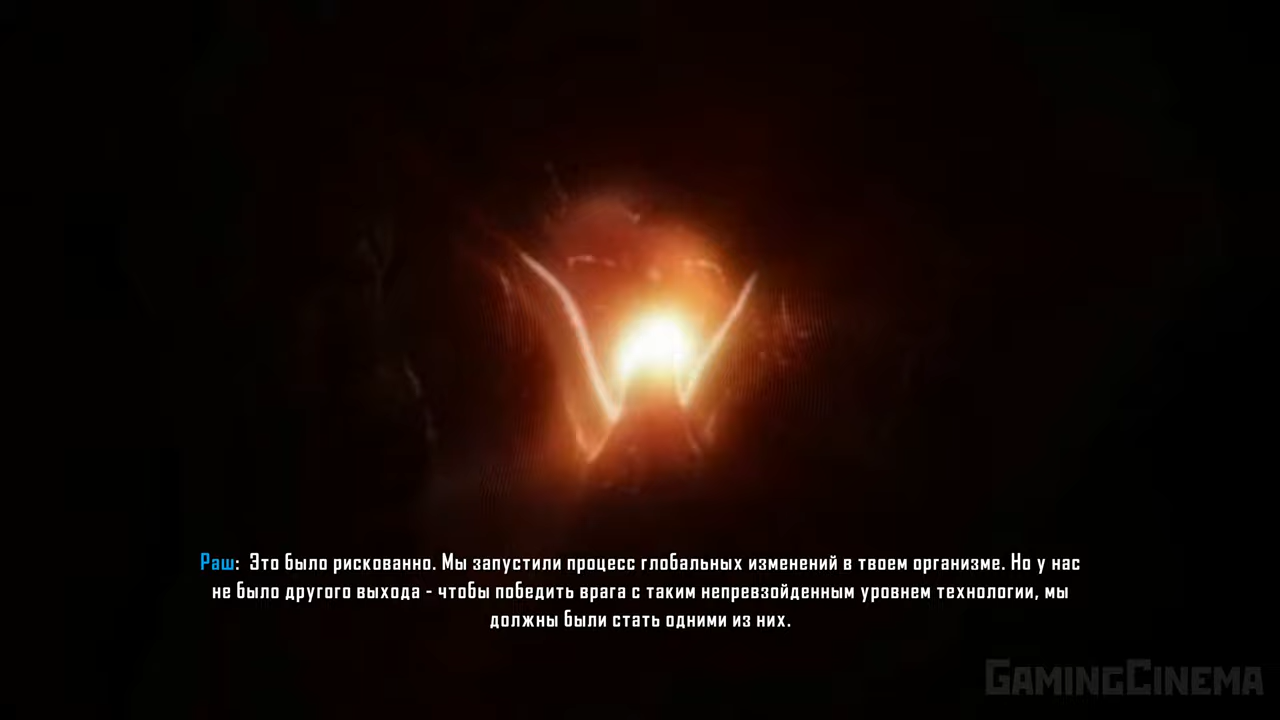 Раш: Это было рискованно. Мы запустили процесс глобальных изменений в твоем организме. Но у нас
не было другого выхода - чтобы победить врага с таким непревзойденным уровнем технологии, мы
должны были стать одними из них.
GamingCinema